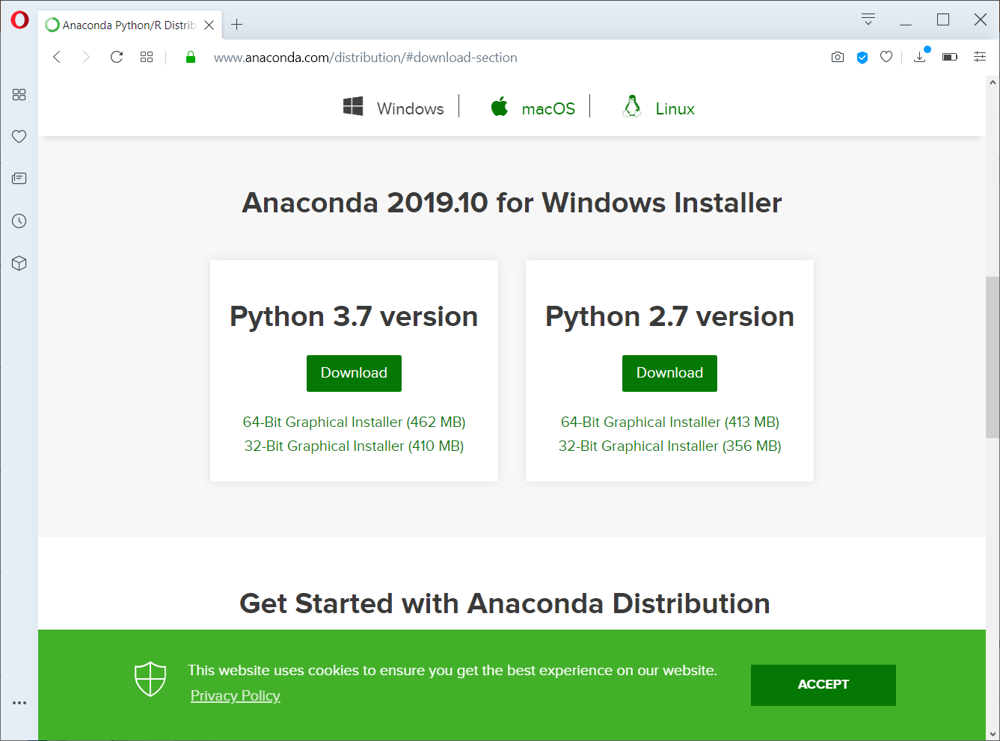 Anaconda Python/R Distrib
www.anaconda.com/distribution/#download-section
Windows
macOS
Linux
Anaconda 2019.10 for Windows Installer
Python 3.7 version
Download
64-Bit Graphical Installer (462 MB)
32-Bit Graphical Installer (410 MB)
Python 2.7 version
Download
64-Bit Graphical Installer (413 MB)
32-Bit Graphical Installer (356 MB)
Get Started with Anaconda Distribution
This website uses cookies to ensure you get the best experience on our website.
Privacy Policy
ACCEPT